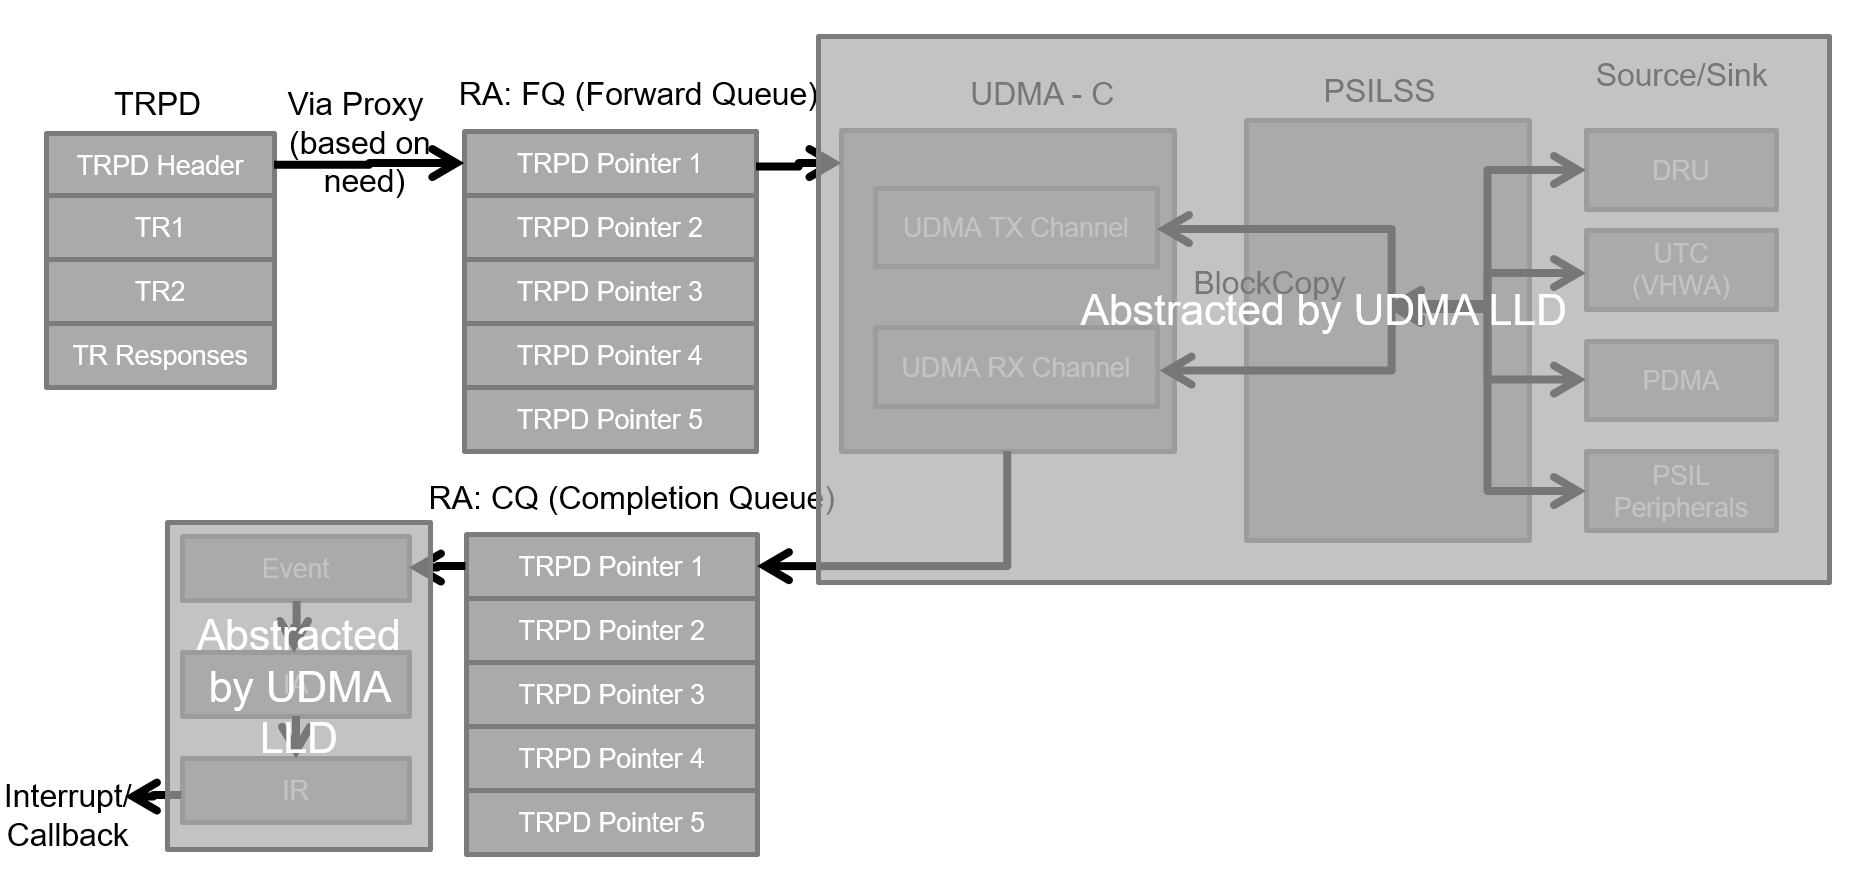 TRPD
TRPD Header
TR1
TR2
TR Responses
Via Proxy
(based on
need)
RA: FQ (Forward Queue)
TRPD Pointer 1
TRPD Pointer 2
TRPD Pointer 3
TRPD Pointer 4
TRPD Pointer 5
UDMA - C
UDMA TX Channel
UDMA RX Channel
BlockCopy
PSILSS
Abstracted by UDMA LLD
Source/Sink
DRU
UTC
(VHWA)
PDMA
PSIL
Peripherals
RA: CQ (Completion Queue)
TRPD Pointer 1
TRPD Pointer 2
TRPD Pointer 3
TRPD Pointer 4
TRPD Pointer 5
Event
IA
IR
Abstracted
by UDMA
LLD
Interrupt/
Callback